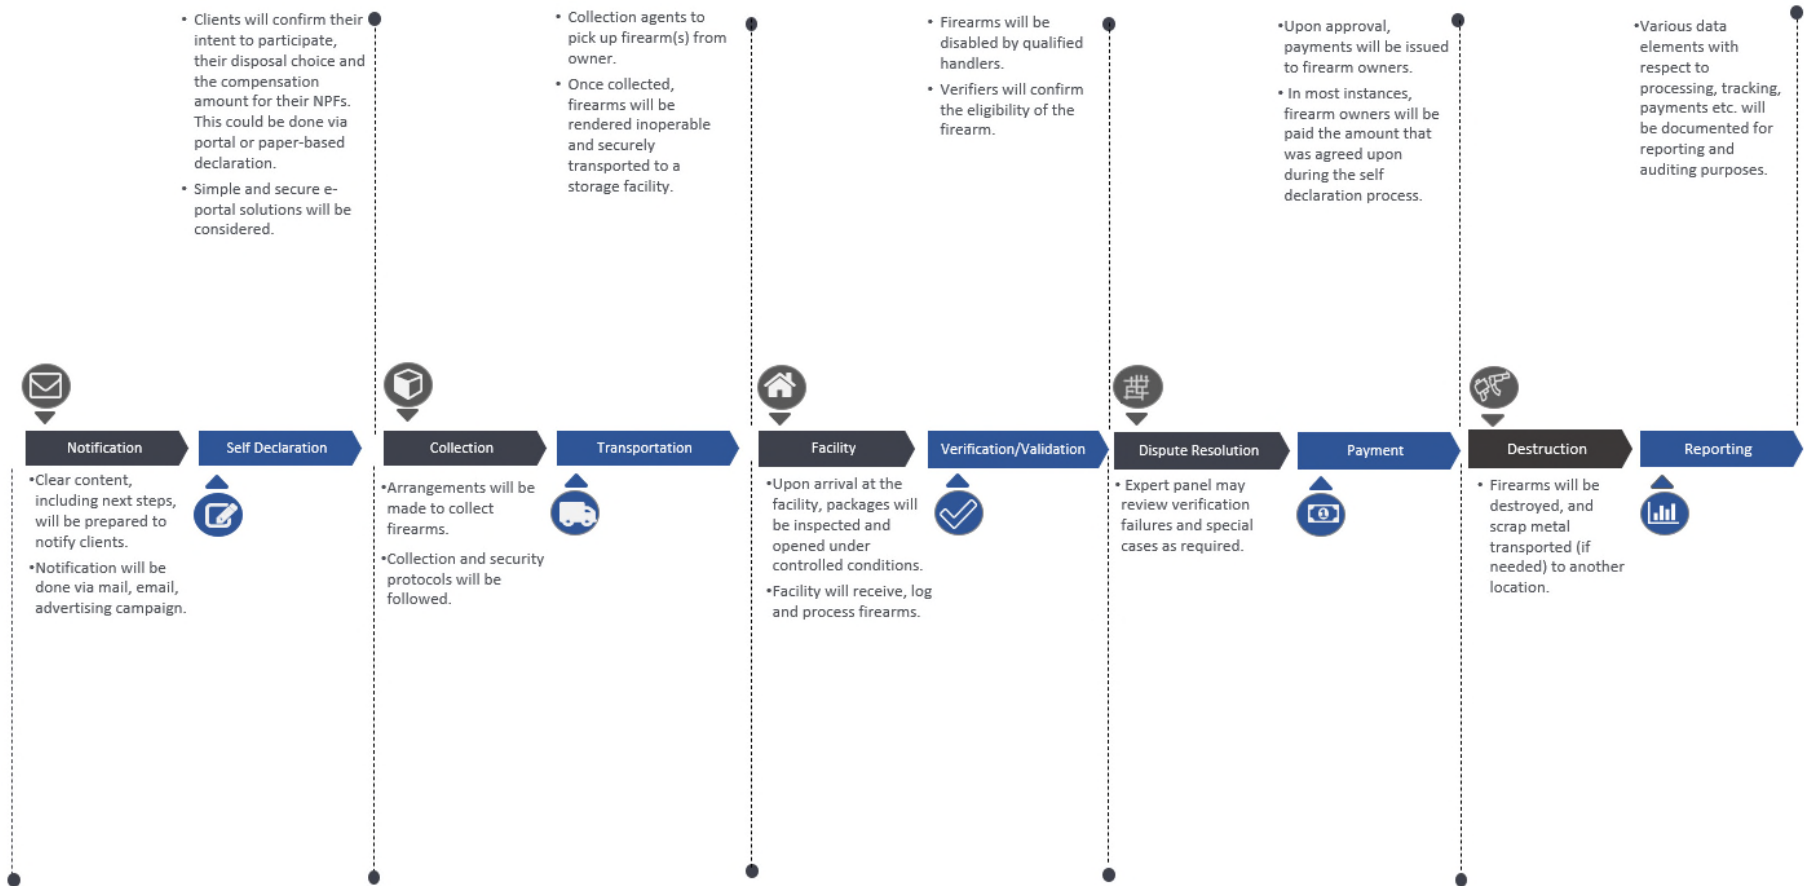 • Clients will confirm their
intent to participate,
their disposal choice and
the compensation
amount for their NPFs.
This could be done via
portal or paper-based
declaration.
• Simple and secure e-
portal solutions will be
considered.
• Collection agents to
pick up firearm(s) from
owner.
• Once collected,
firearms will be
rendered inoperable
and securely
transported to a
storage facility.
• Firearms will be
disabled by qualified
handlers.
• Verifiers will confirm
the eligibility of the
firearm.
•Upon approval,
payments will be issued
to firearm owners.
• In most instances,
firearm owners will be
paid the amount that
was agreed upon
during the self
declaration process.
•Various data
elements with
respect to
processing, tracking,
payments etc. will
be documented for
reporting and
auditing purposes.
Notification
Self Declaration
Collection
Transportation
Facility
Verification/Validation
Dispute Resolution
Payment
Destruction
Reporting
•Clear content,
including next steps,
will be prepared to
notify clients.
•Notification will be
done via mail, email,
advertising campaign.
•Arrangements will be
made to collect
firearms.
•Collection and security
protocols will be
followed.
•Upon arrival at the
facility, packages will
be inspected and
opened under
controlled conditions.
•Facility will receive, log
and process firearms.
• Expert panel may
review verification
failures and special
cases as required.
• Firearms will be
destroyed, and
scrap metal
transported (if
needed) to another
location.